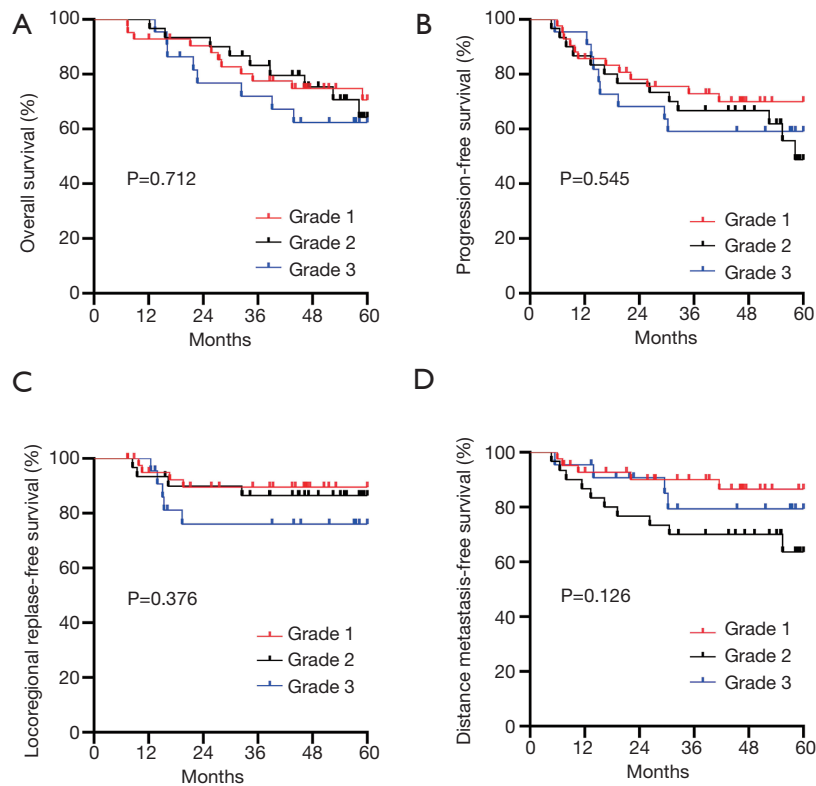 A
100
80
60
40
20
0
Overall survival (%)
P=0.712
Grade 1
Grade 2
Grade 3
0 12 24 36 48 60
Months
B
100
80
60
40
20
0
Progression-free survival (%)
P=0.545
Grade 1
Grade 2
Grade 3
0 12 24 36 48 60
Months
C
100
80
60
40
20
0
Locoregional replase-free survival (%)
P=0.376
Grade 1
Grade 2
Grade 3
0 12 24 36 48 60
Months
D
100
80
60
40
20
0
Distance metastasis-free survival (%)
P=0.126
Grade 1
Grade 2
Grade 3
0 12 24 36 48 60
Months